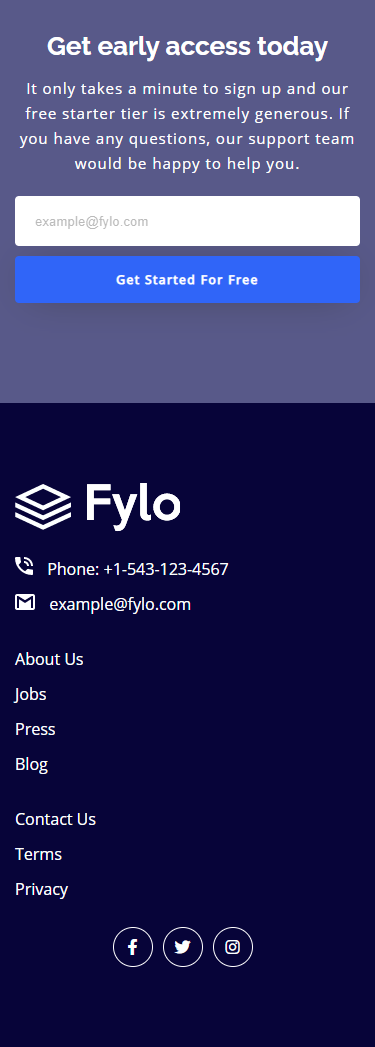 Get early access today
It only takes a minute to sign up and our
free starter tier is extremely generous. If
you have any questions, our support team
would be happy to help you.
example@fylo.com
Get Started For Free
Fylo
Phone: +1-543-123-4567
example@fylo.com
About Us
Jobs
Press
Blog
Contact Us
Terms
Privacy